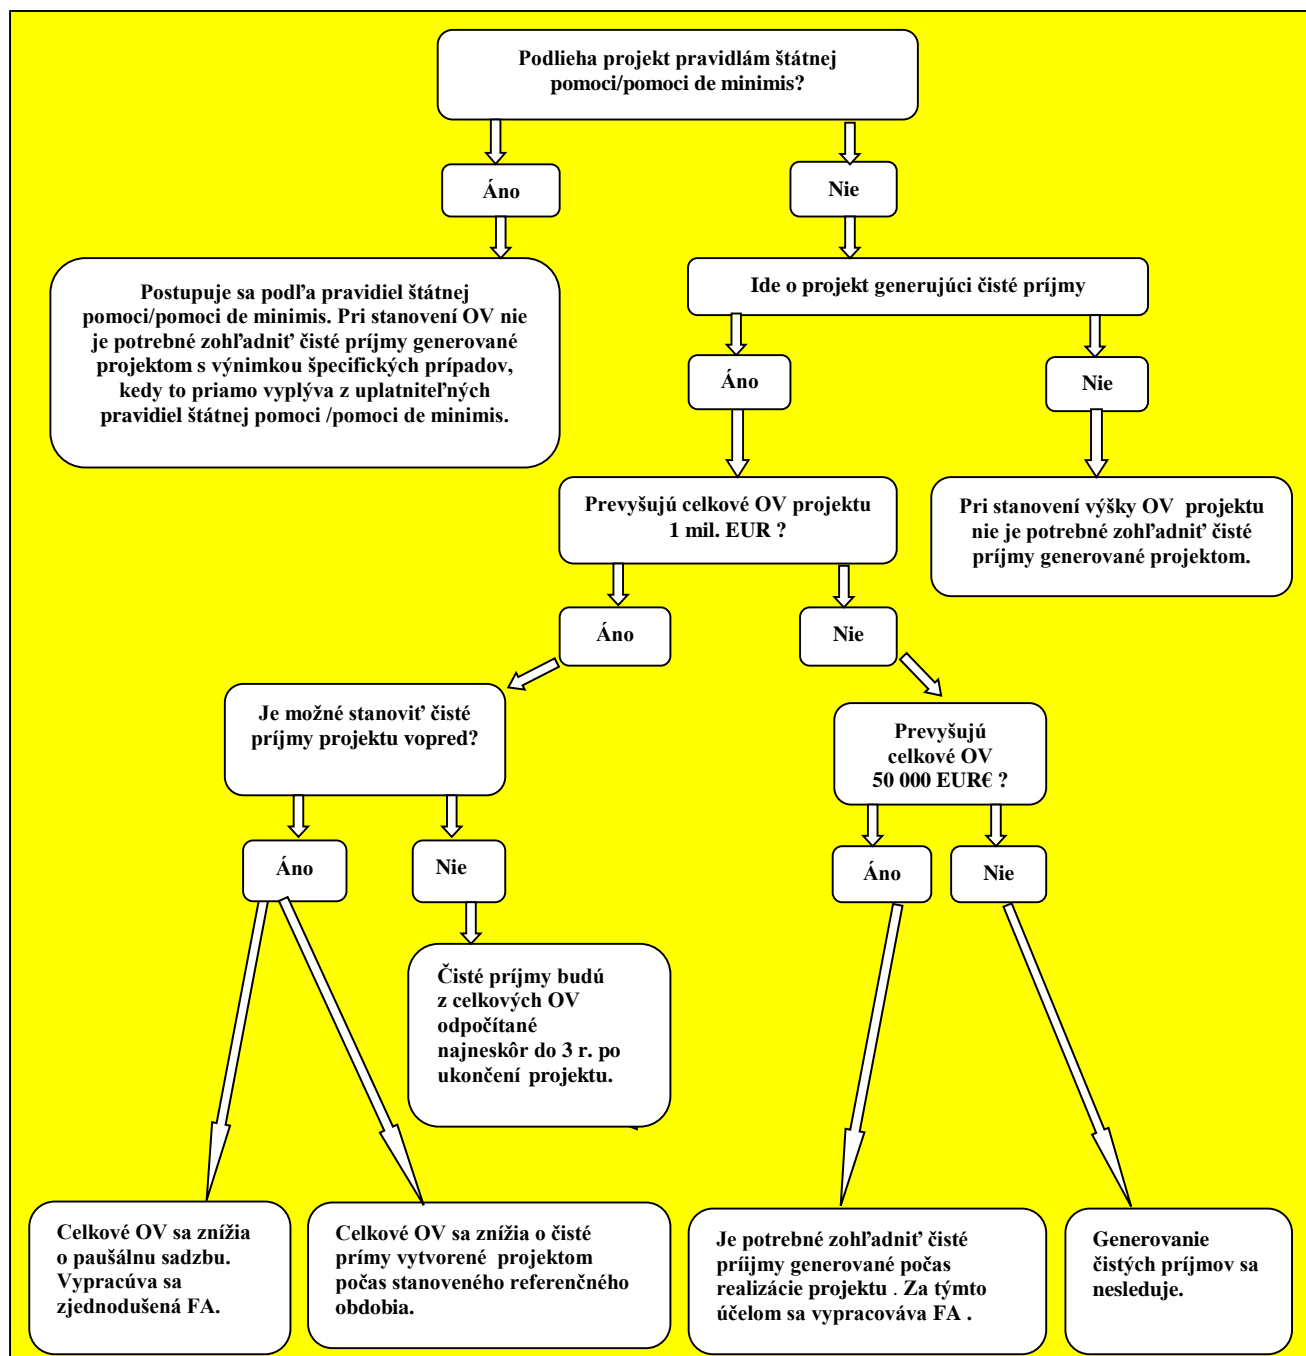 Podlieha projekt pravidlám štátnej
pomoci/pomoci de minimis?
Áno
Nie
Postupuje sa podľa pravidiel štátnej
pomoci/pomoci de minimis. Pri stanovení OV nie
je potrebné zohľadniť čisté príjmy generované
projektom s výnimkou špecifických prípadov,
kedy to priamo vyplýva z uplatniteľných
pravidiel štátnej pomoci /pomoci de minimis.
Ide o projekt generujúci čisté príjmy
Áno
Nie
Prevyšujú celkové OV projektu
1 mil. EUR ?
Pri stanovení výšky OV projektu
nie je potrebné zohľadniť čisté
príjmy generované projektom.
Áno
Nie
Je možné stanoviť čisté
príjmy projektu vopred?
Prevyšujú
celkové OV
50 000 EUR€ ?
Áno
Nie
Áno
Nie
Čisté príjmy budú
z celkových OV
odpočítané
najneskôr do 3 r. po
ukončení projektu.
Celkové OV sa znížia
o paušálnu sadzbu.
Vypracúva sa
zjednodušená FA.
Celkové OV sa znížia o čisté
prímy vytvorené projektom
počas stanoveného referenčného
obdobia.
Je potrebné zohľadniť čisté
príjmy generované počas
realizácie projektu . Za týmto
účelom sa vypracováva FA .
Generovanie
čistých príjmov sa
nesleduje.